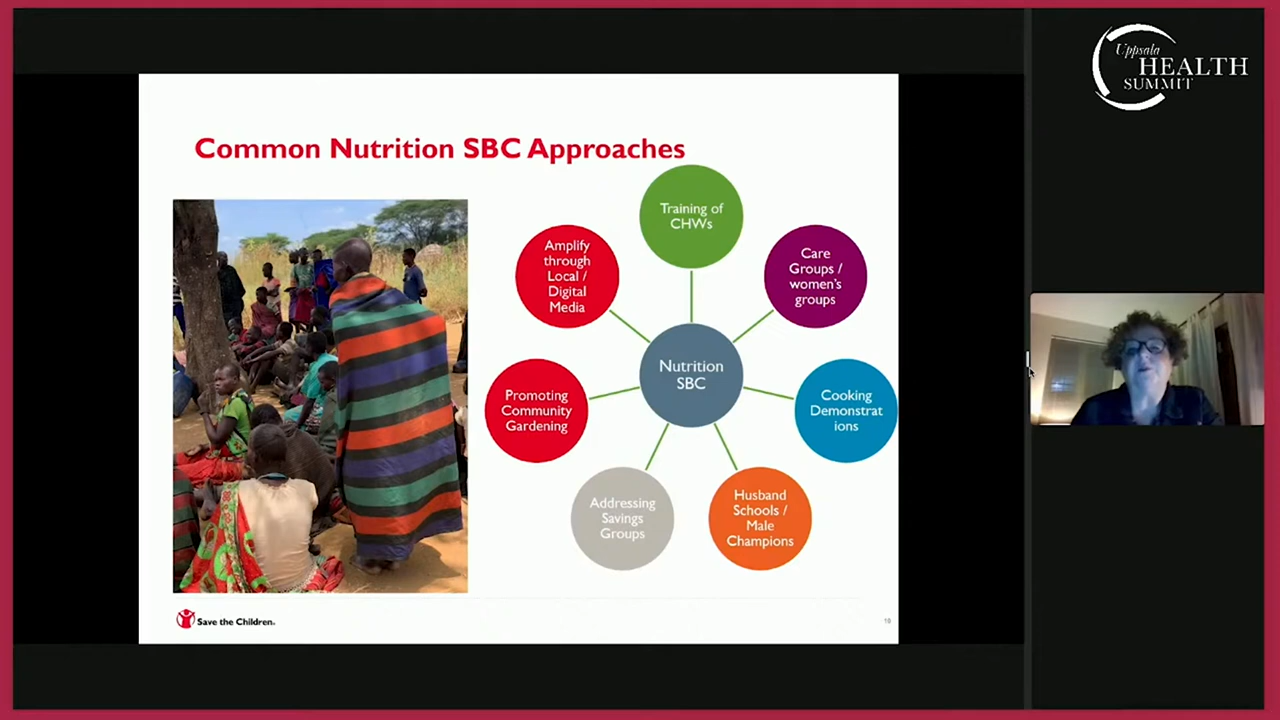 Common Nutrition SBC Approaches
Training of
CHWs
Care
Groups /
women's
groups
Cooking
Demonstrat
ions
Husband
Schools /
Male
Champions
Addressing
Savings
Groups
Promoting
Community
Gardening
Amplify
through
Local /
Digital
Media
Nutrition
SBC
Save the Children.
Uppsala
HEALTH
SUMMIT